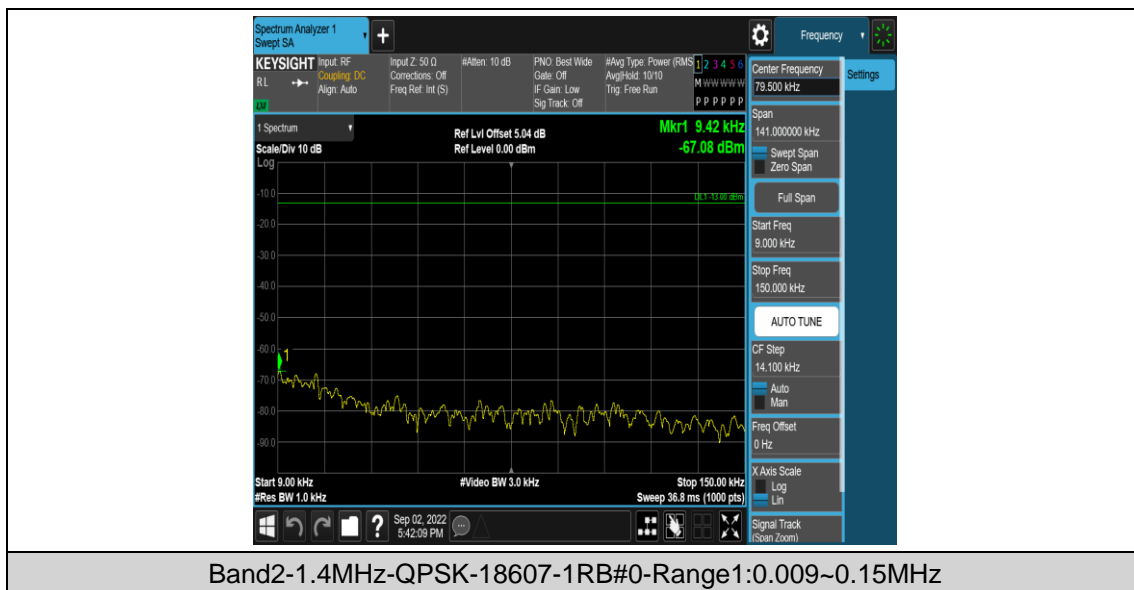 Spectrum Analyzer 1
Swept SA
+
Frequency
KEYSIGHT
RL
LXI
Input: RF
Coupling: DC
Align: Auto
Input Z: 50 Ω
Corrections: Off
Freq Ref: Int (S)
#Atten: 10 dB
PNO: Best Wide
Gate: Off
IF Gain: Low
Sig Track: Off
#Avg Type: Power (RMS
Avg|Hold: 10/10
Trig: Free Run
1 2 3 4 5 6
M W W W W W
P P P P P P
1 Spectrum
Scale/Div 10 dB
Log
Ref Lvl Offset 5.04 dB
Ref Level 0.00 dBm
Mkr1 9.42 kHz
-67.08 dBm
DL1 -13.00 dBm
-10.0
-20.0
-30.0
-40.0
-50.0
-60.0
1
-70.0
-80.0
-90.0
Start 9.00 kHz
#Res BW 1.0 kHz
#Video BW 3.0 kHz
Stop 150.00 kHz
Sweep 36.8 ms (1000 pts)
?
Sep 02, 2022
5:42:09 PM
Center Frequency
79.500 kHz
Settings
Span
141.000000 kHz
Swept Span
Zero Span
Full Span
Start Freq
9.000 kHz
Stop Freq
150.000 kHz
AUTO TUNE
CF Step
14.100 kHz
Auto
Man
Freq Offset
0 Hz
X Axis Scale
Log
Lin
Signal Track
(Span Zoom)
Band2-1.4MHz-QPSK-18607-1RB#0-Range1:0.009~0.15MHz